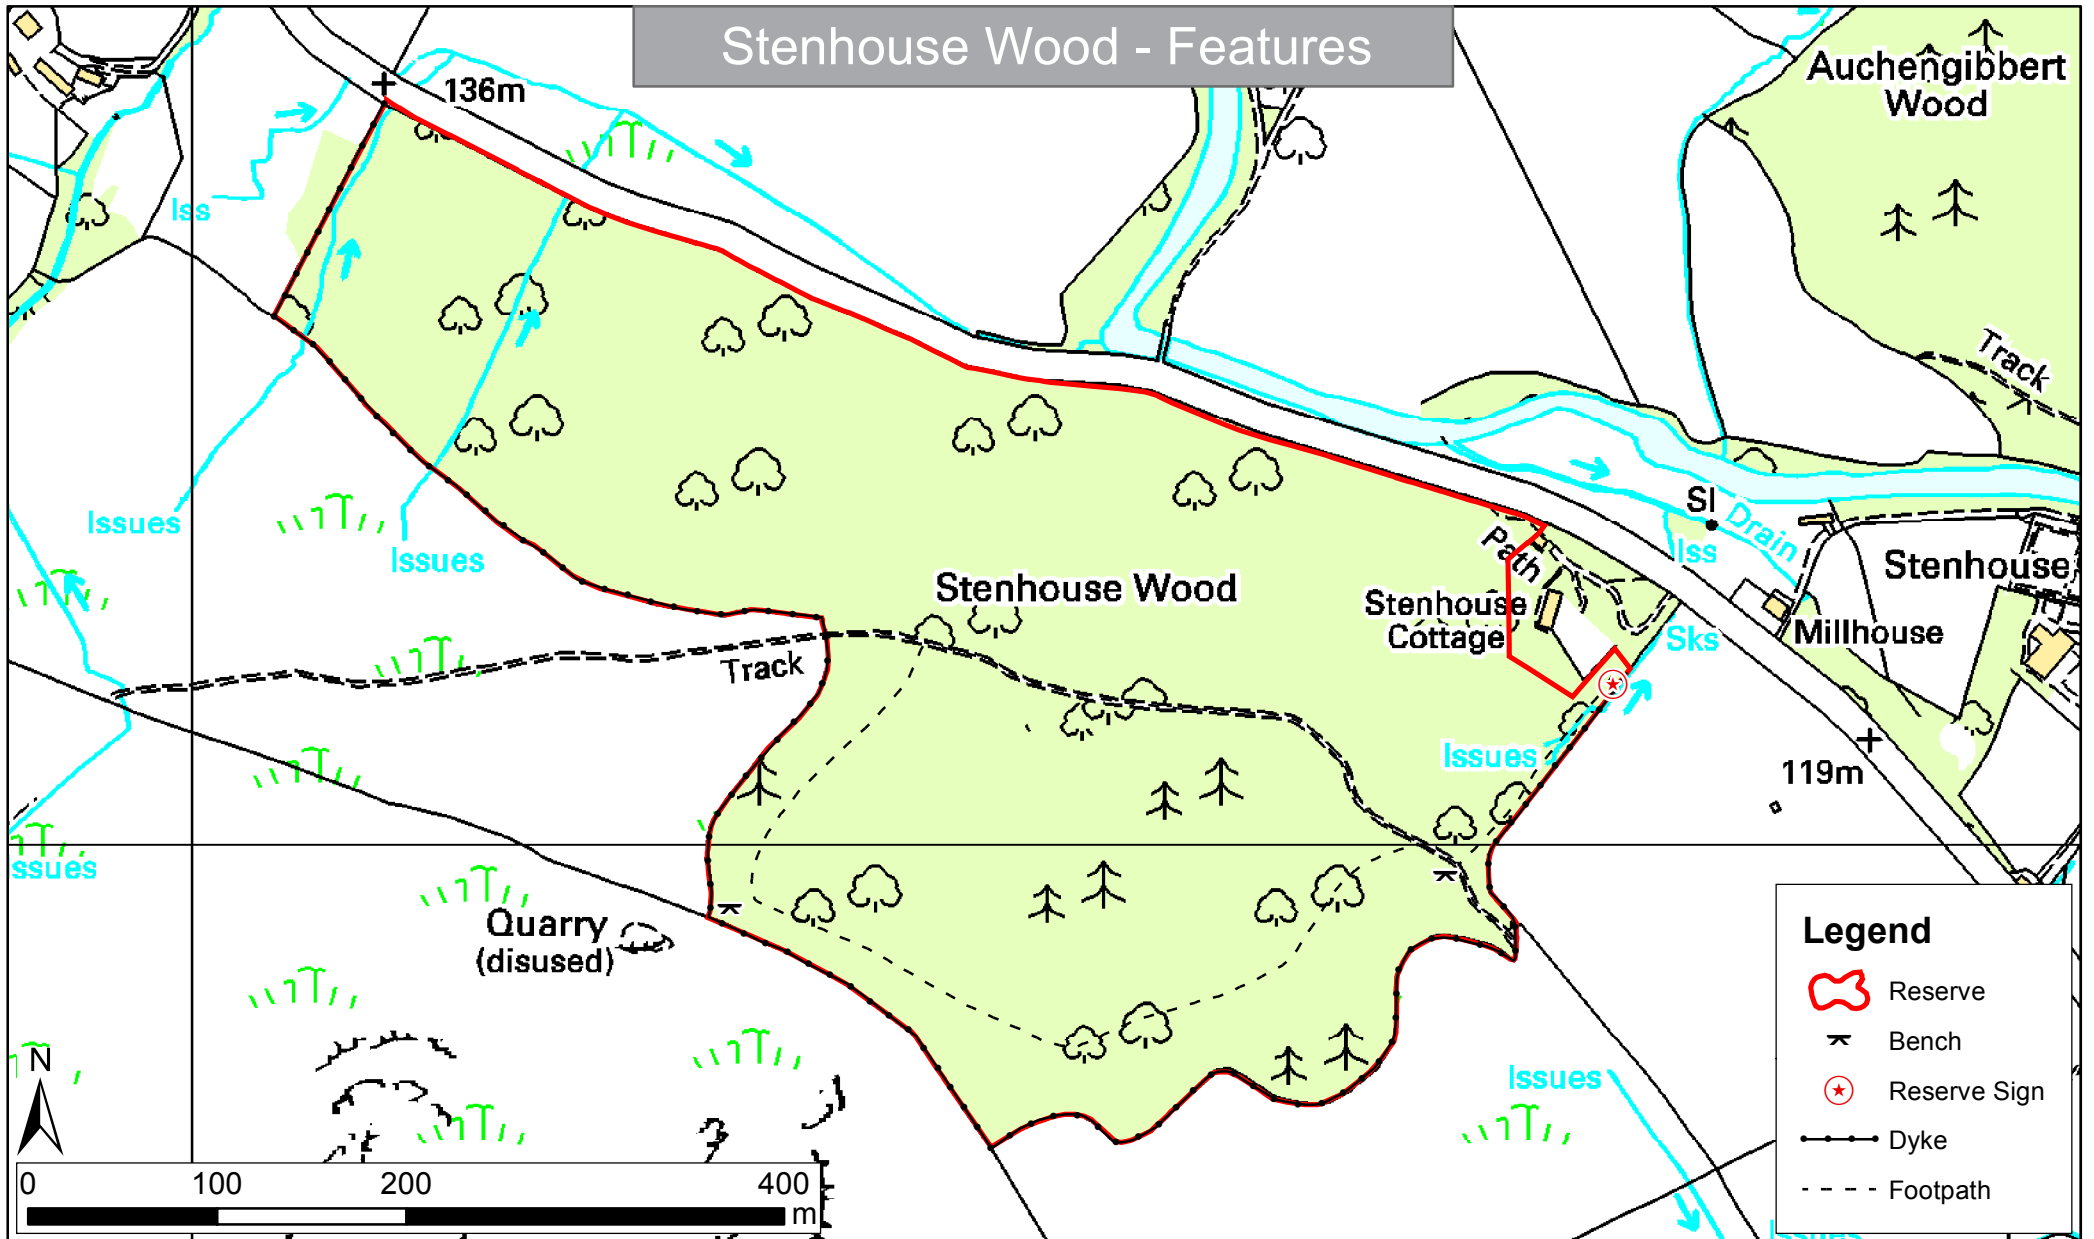 Stenhouse Wood - Features
136m
Auchengibbert
Wood
Iss
Track
Issues
Issues
SI
Drain
Iss
Path
Stenhouse
Stenhouse Wood
Stenhouse
Cottage
Sks
Millhouse
Track
Issues
119m
ssues
Quarry
(disused)
Legend
Reserve
Bench
Reserve Sign
Dyke
Footpath
Issues
N
0 100 200 400
m
Issues